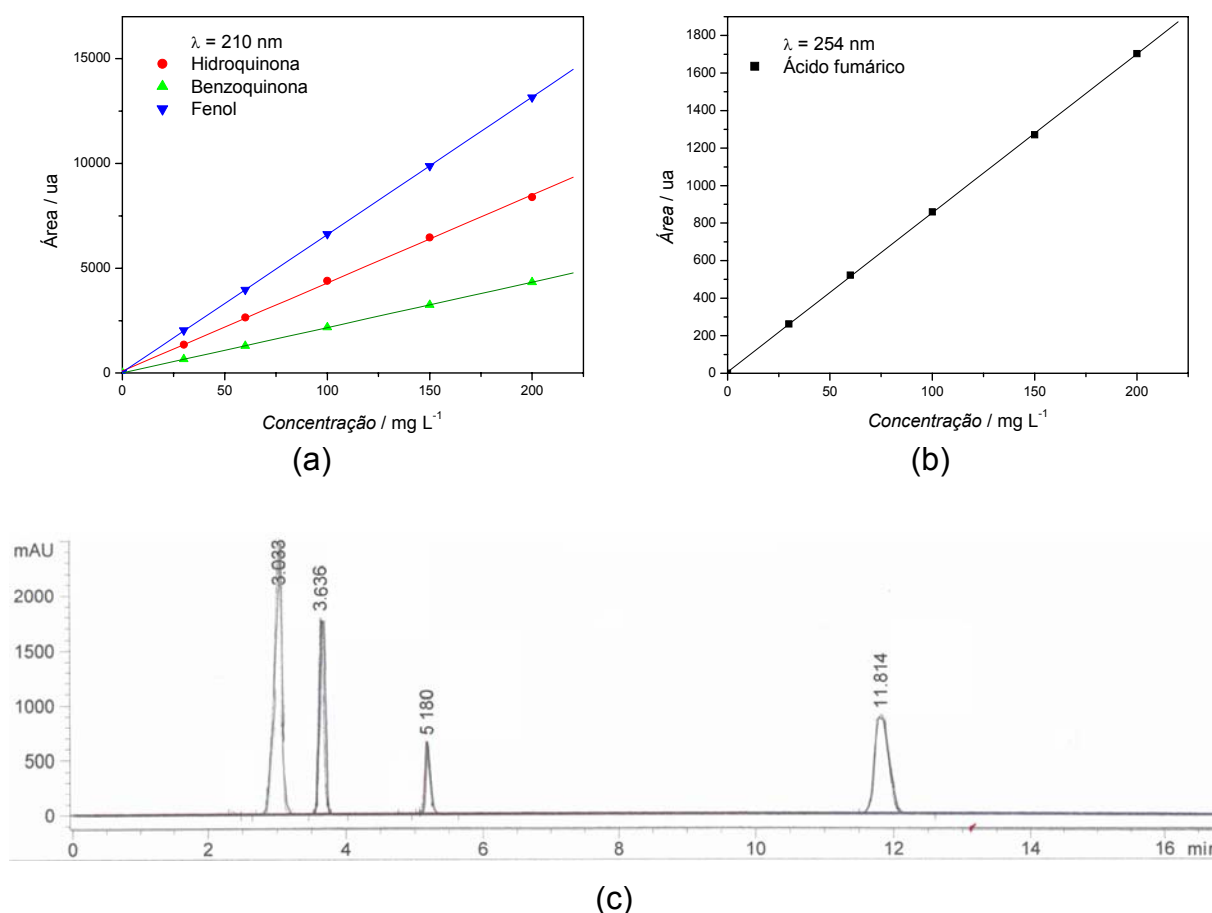 λ = 210 nm
Hidroquinona
Benzoquinona
Fenol
15000
10000
5000
0
Área / ua
0
50
100
150
200
Concentração / mg L⁻¹
(a)
λ = 254 nm
Ácido fumárico
1800
1600
1400
1200
1000
800
600
400
200
0
Área / ua
0
50
100
150
200
Concentração / mg L⁻¹
(b)
mAU
2000
1500
1000
500
0
3.033
3.636
5 180
11.814
0
2
4
6
8
10
12
14
16
min
(c)